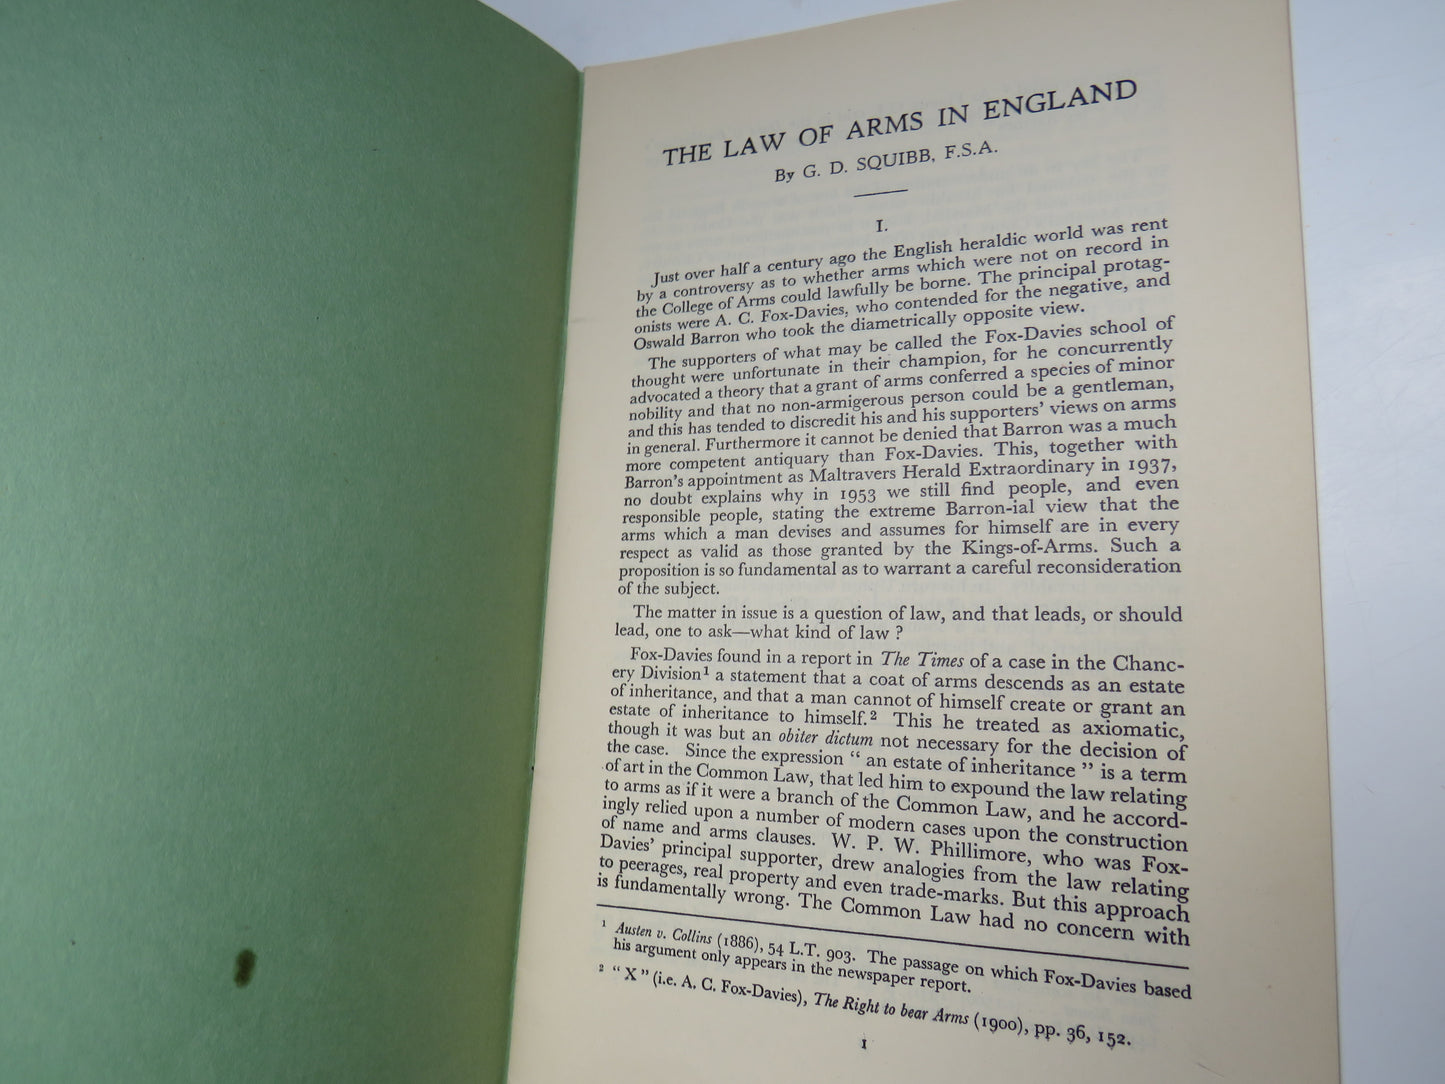 THE LAW OF ARMS IN ENGLAND
By G. D. SQUIBB, F.S.A.
I.
Just over half a century ago the English heraldic world was rent
by a controversy as to whether arms which were not on record in
the College of Arms could lawfully be borne. The principal protag-
onists were A. C. Fox-Davies, who contended for the negative, and
Oswald Barron who took the diametrically opposite view.
The supporters of what may be called the Fox-Davies school of
thought were unfortunate in their champion, for he concurrently
advocated a theory that a grant of arms conferred a species of minor
nobility and that no non-armigerous person could be a gentleman,
and this has tended to discredit his and his supporters' views on arms
in general. Furthermore it cannot be denied that Barron was a much
more competent antiquary than Fox-Davies. This, together with
Barron's appointment as Maltravers Herald Extraordinary in 1937,
no doubt explains why in 1953 we still find people, and even
responsible people, stating the extreme Barron-ial view that the
arms which a man devises and assumes for himself are in every
respect as valid as those granted by the Kings-of-Arms. Such a
proposition is so fundamental as to warrant a careful reconsideration
of the subject.
The matter in issue is a question of law, and that leads, or should
lead, one to ask—what kind of law ?
Fox-Davies found in a report in The Times of a case in the Chanc-
ery Division¹ a statement that a coat of arms descends as an estate
of inheritance, and that a man cannot of himself create or grant an
estate of inheritance to himself.² This he treated as axiomatic,
though it was but an obiter dictum not necessary for the decision of
the case. Since the expression “ an estate of inheritance ” is a term
of art in the Common Law, that led him to expound the law relating
to arms as if it were a branch of the Common Law, and he accord-
ingly relied upon a number of modern cases upon the construction
of name and arms clauses. W. P. W. Phillimore, who was Fox-
Davies' principal supporter, drew analogies from the law relating
to peerages, real property and even trade-marks. But this approach
is fundamentally wrong. The Common Law had no concern with
¹ Austen v. Collins (1886), 54 L.T. 903. The passage on which Fox-Davies based
his argument only appears in the newspaper report.
² “ X ” (i.e. A. C. Fox-Davies), The Right to bear Arms (1900), pp. 36, 152.
1